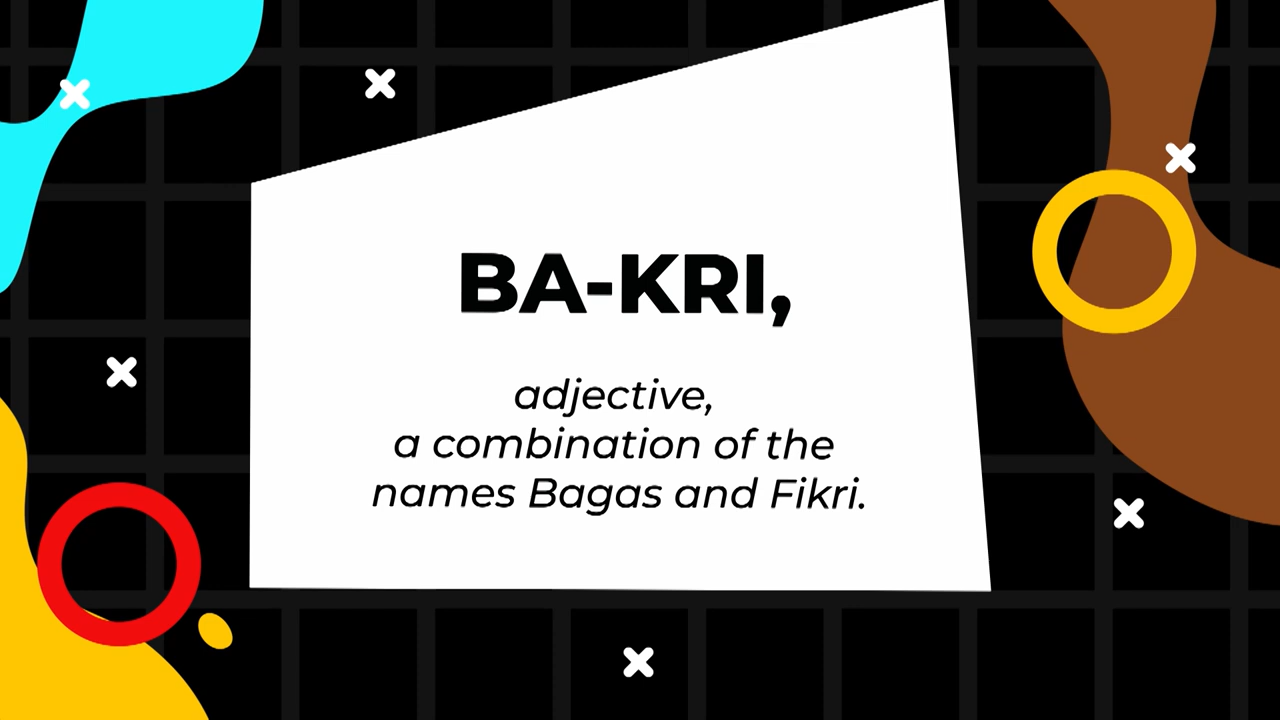 BA-KRI,
adjective,
a combination of the
names Bagas and Fikri.